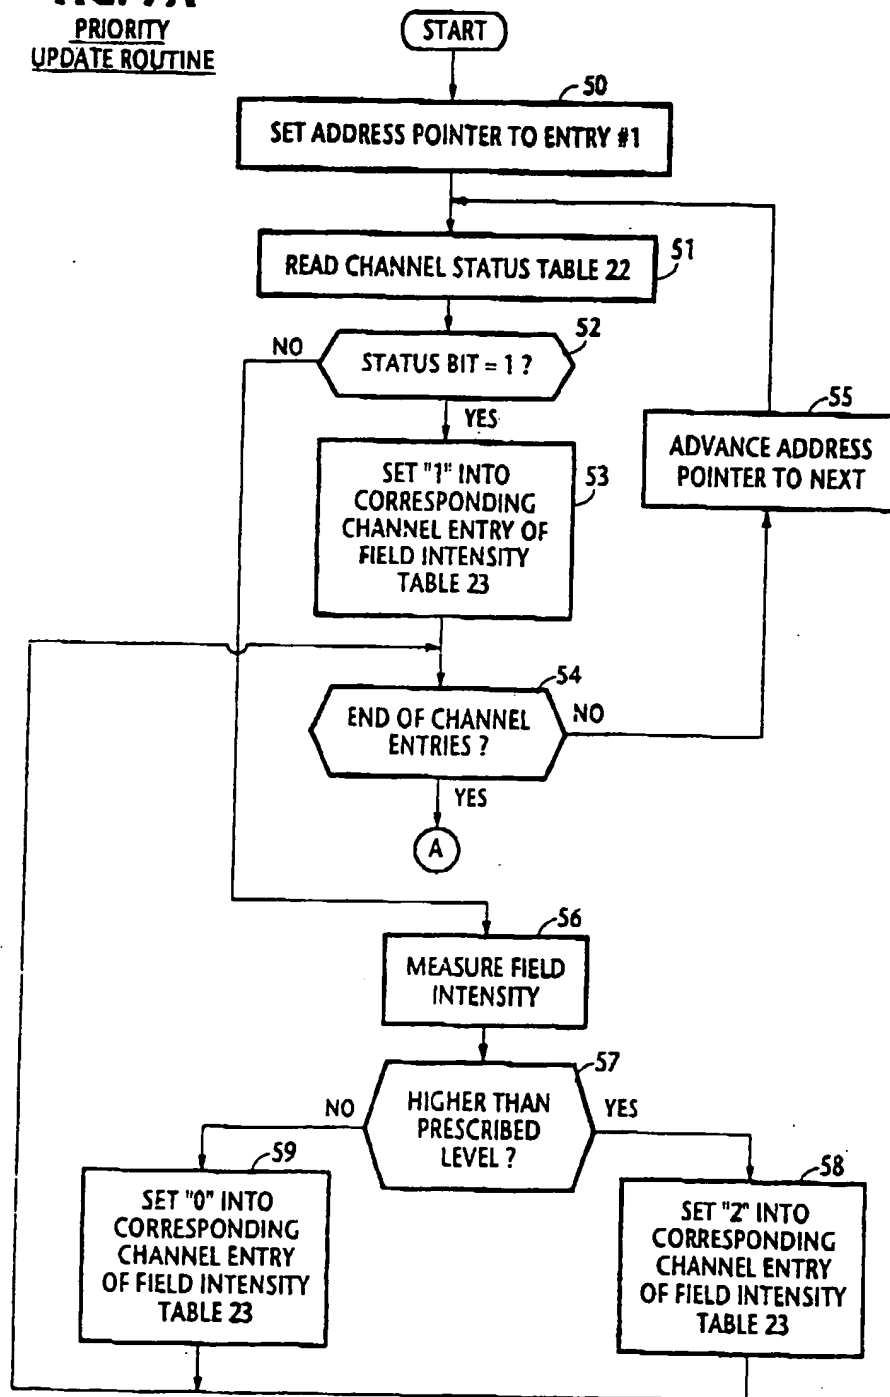 PRIORITY
UPDATE ROUTINE
START
50
SET ADDRESS POINTER TO ENTRY #1
READ CHANNEL STATUS TABLE 22
51
52
NO
STATUS BIT = 1 ?
YES
55
ADVANCE ADDRESS
POINTER TO NEXT
SET "1" INTO
CORRESPONDING
CHANNEL ENTRY OF
FIELD INTENSITY
TABLE 23
53
54
END OF CHANNEL
ENTRIES ?
NO
YES
A
56
MEASURE FIELD
INTENSITY
57
NO
HIGHER THAN
PRESCRIBED
LEVEL ?
YES
59
SET "0" INTO
CORRESPONDING
CHANNEL ENTRY
OF FIELD INTENSITY
TABLE 23
58
SET "2" INTO
CORRESPONDING
CHANNEL ENTRY
OF FIELD INTENSITY
TABLE 23